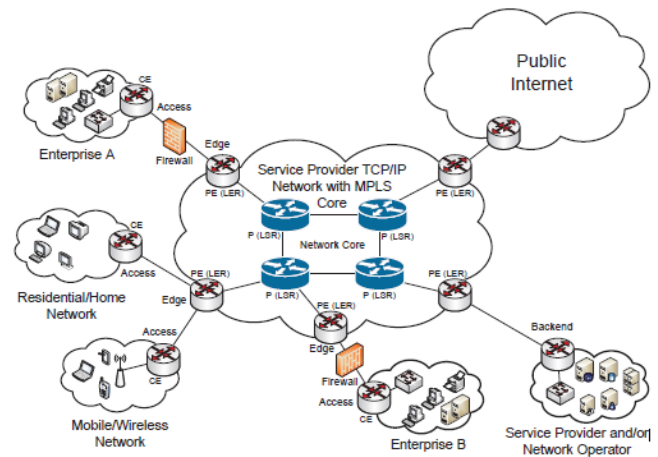 Public
Internet
CE
Access
Enterprise A
Firewall
Edge
PE (LER)
Service Provider TCP/IP
Network with MPLS
Core
PE (LER)
P (LSR)
P (LSR)
Network Core
CE
Access
Residential/Home
Network
PE (LER)
Edge
P (LSR)
P (LSR)
PE (LER)
PE (LER)
Edge
Access
CE
Mobile/Wireless
Network
Firewall
Access
CE
Enterprise B
Backend
Service Provider and/or
Network Operator